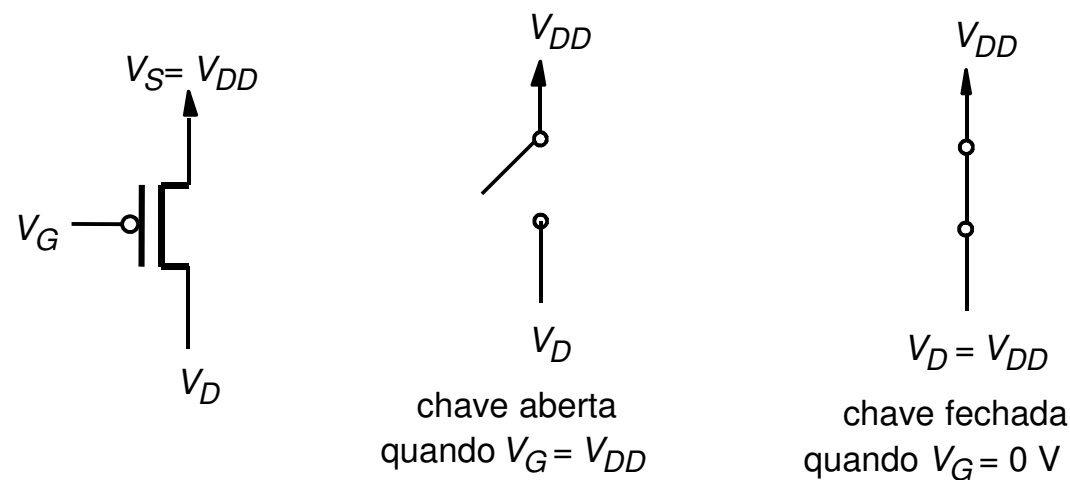 V_S = V_DD
V_G
V_D
V_DD
V_D
chave aberta
quando V_G = V_DD
V_DD
V_D = V_DD
chave fechada
quando V_G = 0 V